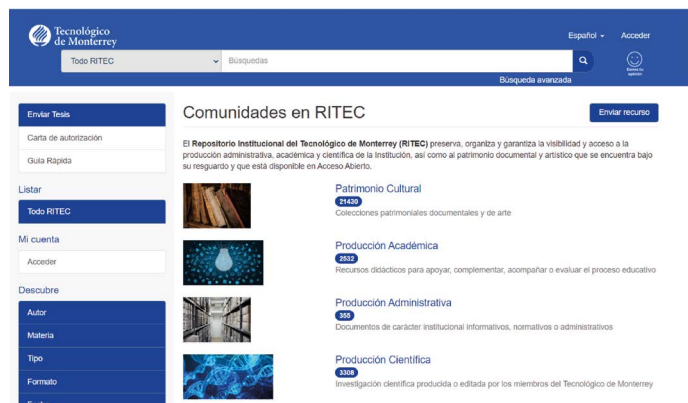 Tecnológico
de Monterrey
Español
Acceder
Todo RITEC
Búsquedas
Danos tu
opinión
Búsqueda avanzada
Enviar Tesis
Carta de autorización
Guía Rápida
Listar
Todo RITEC
Mi cuenta
Acceder
Descubre
Autor
Materia
Tipo
Formato
Comunidades en RITEC
Enviar recurso
El Repositorio Institucional del Tecnológico de Monterrey (RITEC) preserva, organiza y garantiza la visibilidad y acceso a la
producción administrativa, académica y científica de la Institución, así como al patrimonio documental y artístico que se encuentra bajo
su resguardo y que está disponible en Acceso Abierto.
Patrimonio Cultural
21430
Colecciones patrimoniales documentales y de arte
Producción Académica
2532
Recursos didácticos para apoyar, complementar, acompañar o evaluar el proceso educativo
Producción Administrativa
355
Documentos de carácter institucional informativos, normativos o administrativos
Producción Científica
3308
Investigación científica producida o editada por los miembros del Tecnológico de Monterrey